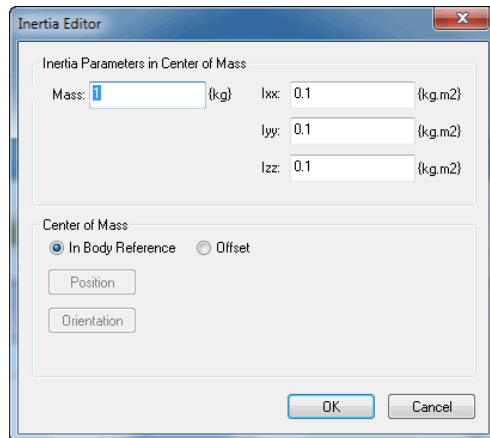 Inertia Editor
Inertia Parameters in Center of Mass
Mass: 1 {kg} Ixx: 0.1 {kg.m2}
Iyy: 0.1 {kg.m2}
Izz: 0.1 {kg.m2}
Center of Mass
In Body Reference Offset
Position
Orientation
OK Cancel